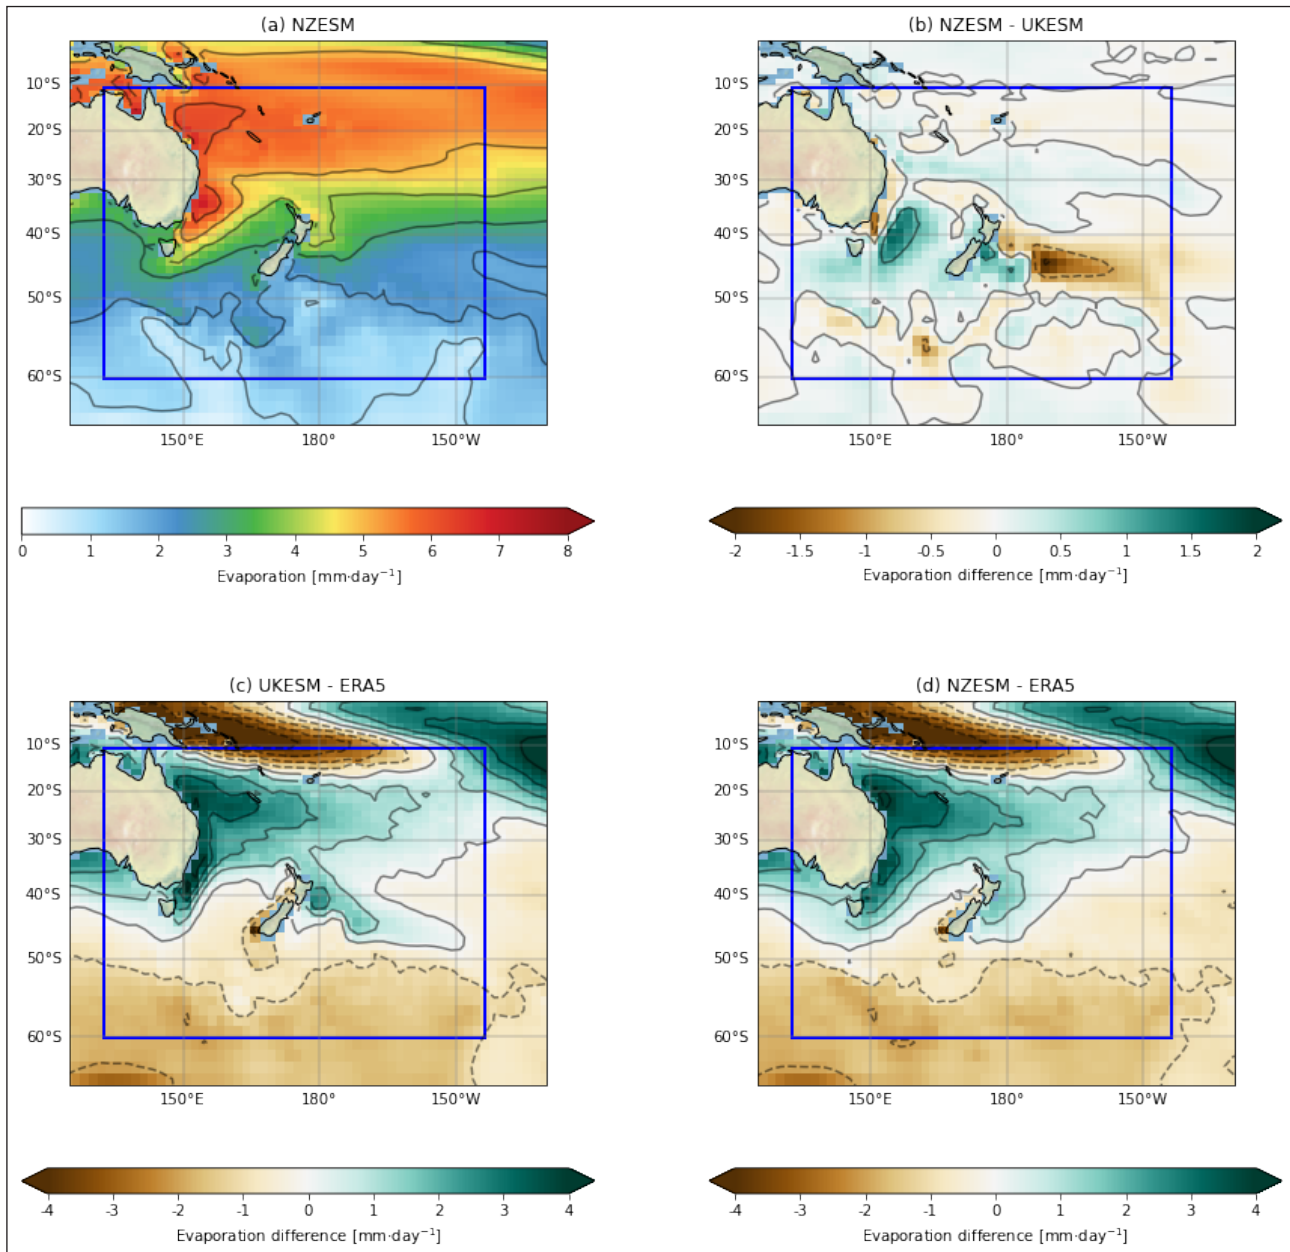 (a) NZESM
10°S
20°S
30°S
40°S
50°S
60°S
150°E 180° 150°W
0 1 2 3 4 5 6 7 8
Evaporation [mm·day⁻¹]
(b) NZESM - UKESM
10°S
20°S
30°S
40°S
50°S
60°S
150°E 180° 150°W
-2 -1.5 -1 -0.5 0 0.5 1 1.5 2
Evaporation difference [mm·day⁻¹]
(c) UKESM - ERA5
10°S
20°S
30°S
40°S
50°S
60°S
150°E 180° 150°W
-4 -3 -2 -1 0 1 2 3 4
Evaporation difference [mm·day⁻¹]
(d) NZESM - ERA5
10°S
20°S
30°S
40°S
50°S
60°S
150°E 180° 150°W
-4 -3 -2 -1 0 1 2 3 4
Evaporation difference [mm·day⁻¹]